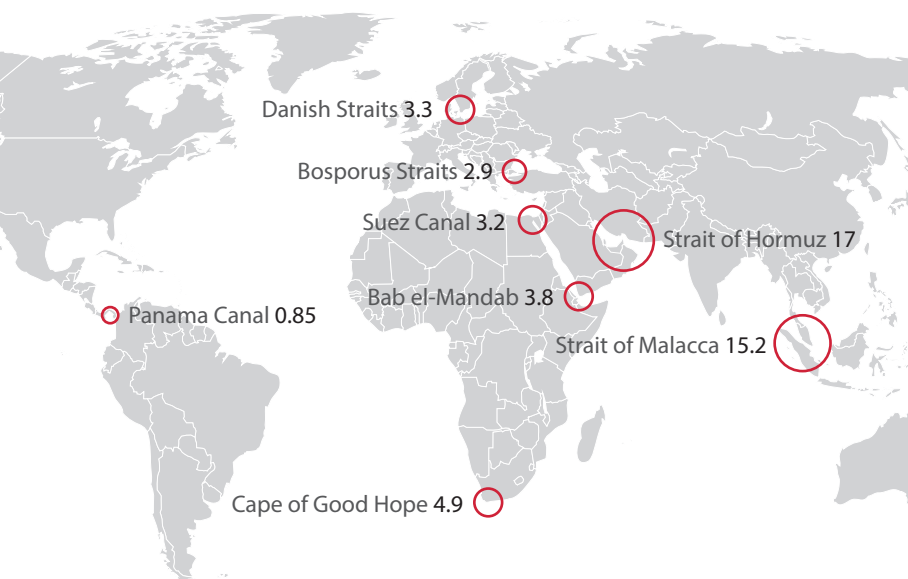 Danish Straits 3.3
Bosporus Straits 2.9
Suez Canal 3.2
Strait of Hormuz 17
Bab el-Mandab 3.8
Panama Canal 0.85
Strait of Malacca 15.2
Cape of Good Hope 4.9